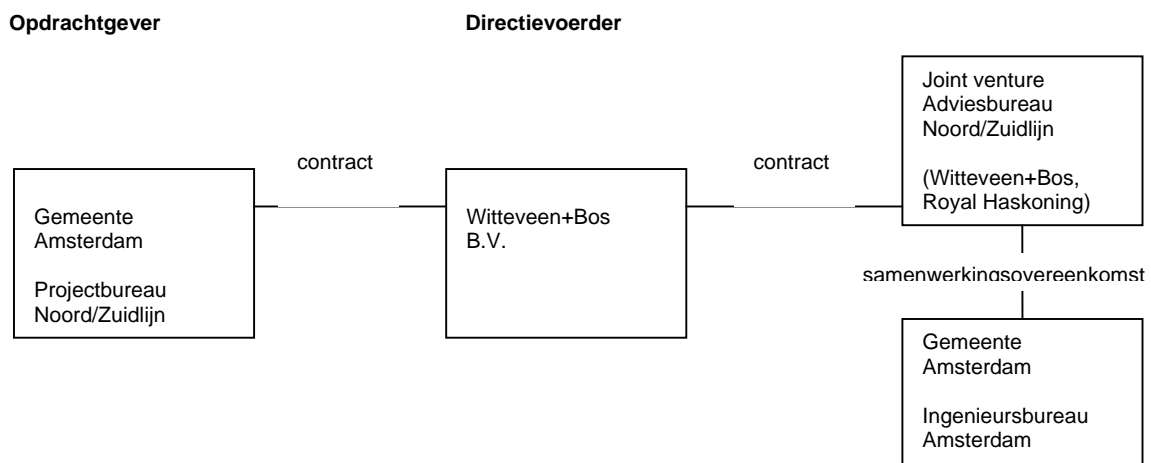 Opdrachtgever
Directievoerder
Joint venture
Adviesbureau
Noord/Zuidlijn
(Witteveen+Bos,
Royal Haskoning)
contract
contract
Gemeente
Amsterdam
Projectbureau
Noord/Zuidlijn
Witteveen+Bos
B.V.
samenwerkingsovereenkomst
Gemeente
Amsterdam
Ingenieursbureau
Amsterdam